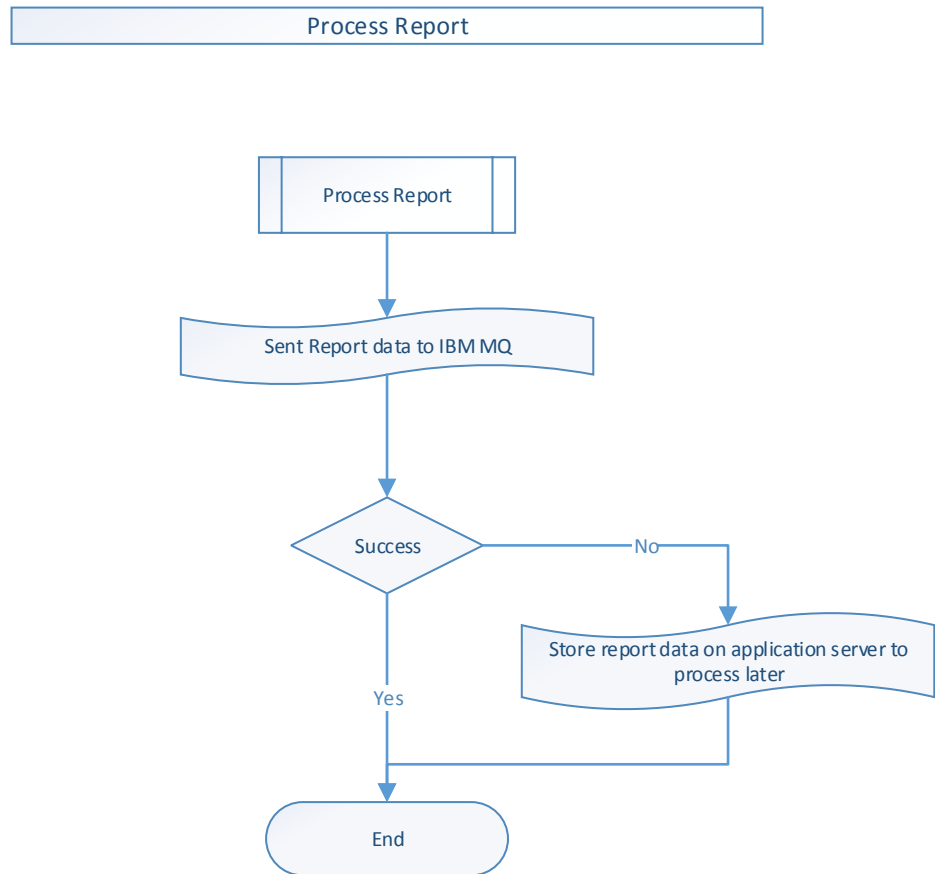 Process Report
Process Report
Sent Report data to IBM MQ
Success
No
Store report data on application server to
process later
Yes
End